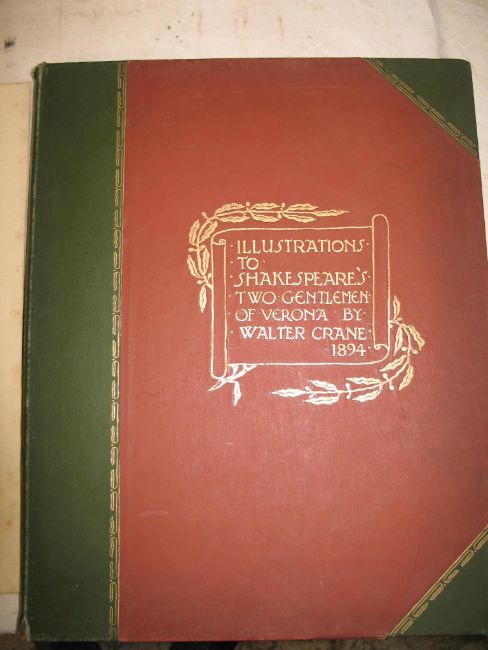 ·ILLUSTRATIONS·
·TO·
·SHAKESPEARE'S
·TWO·GENTLEMEN·
·OF·VERONA·BY·
·WALTER CRANE·
·1894·